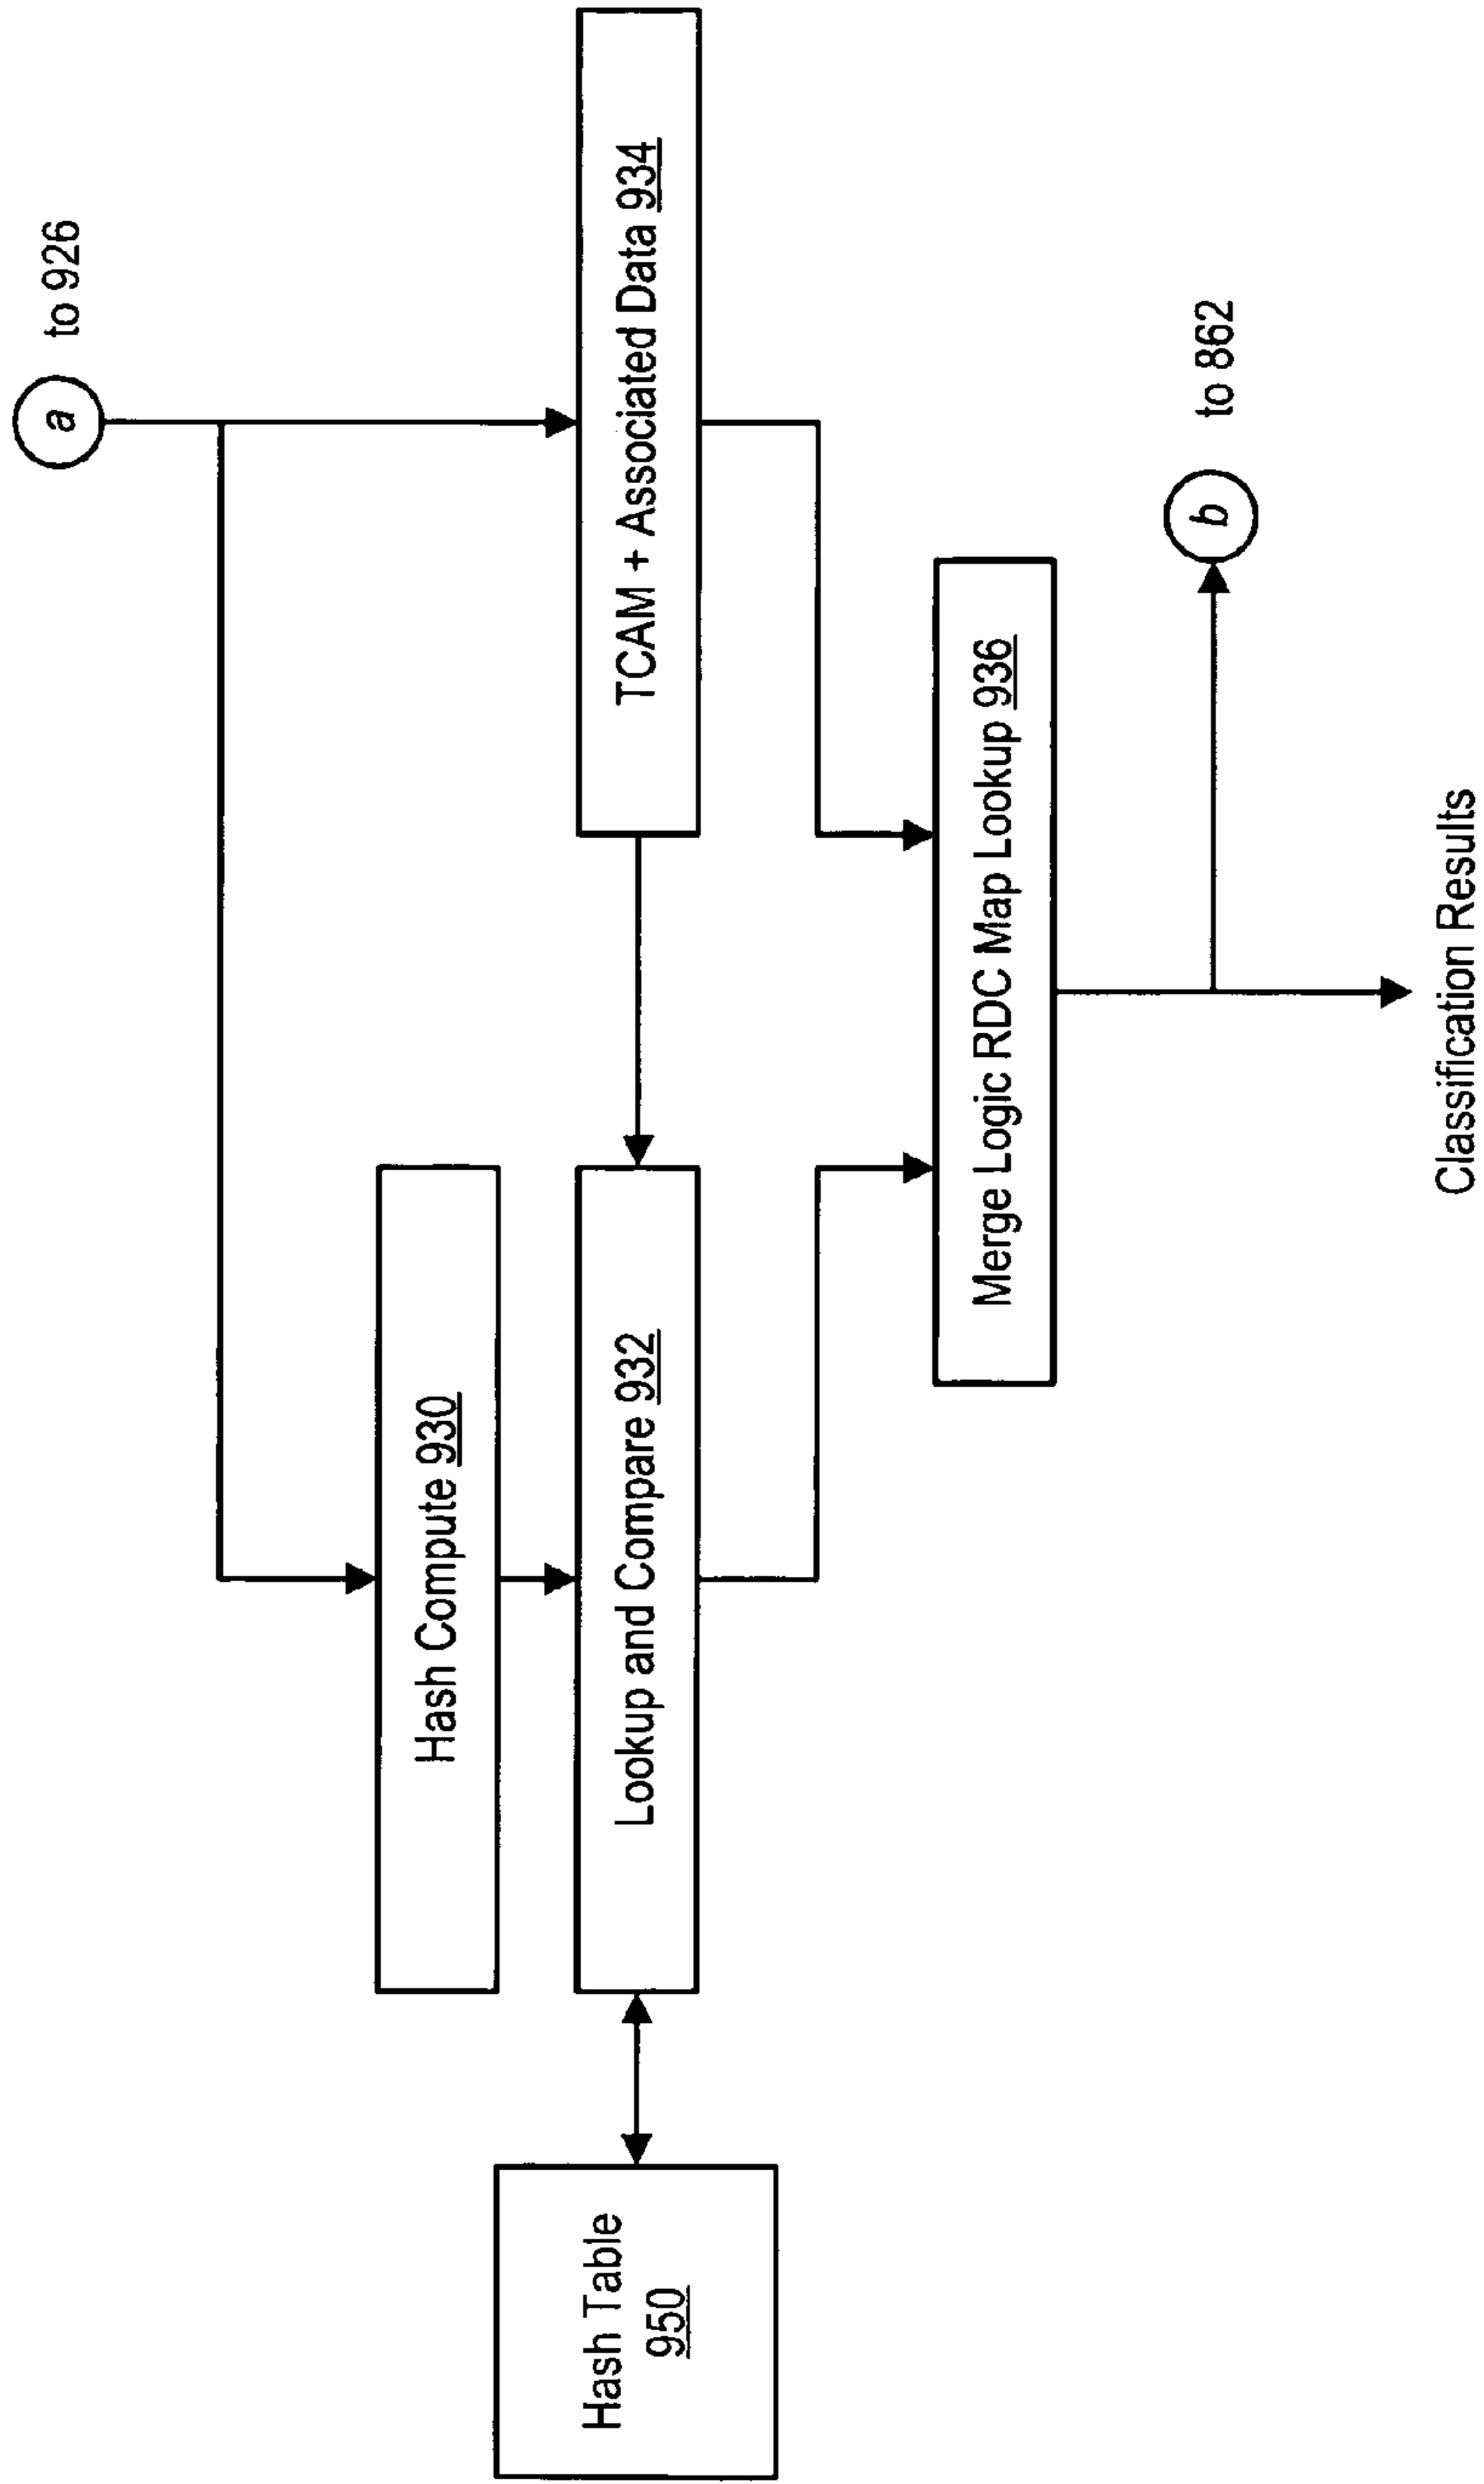 a
to 926
Hash Compute 930
Hash Table
950
Lookup and Compare 932
TCAM + Associated Data 934
Merge Logic RDC Map Lookup 936
b
to 862
Classification Results